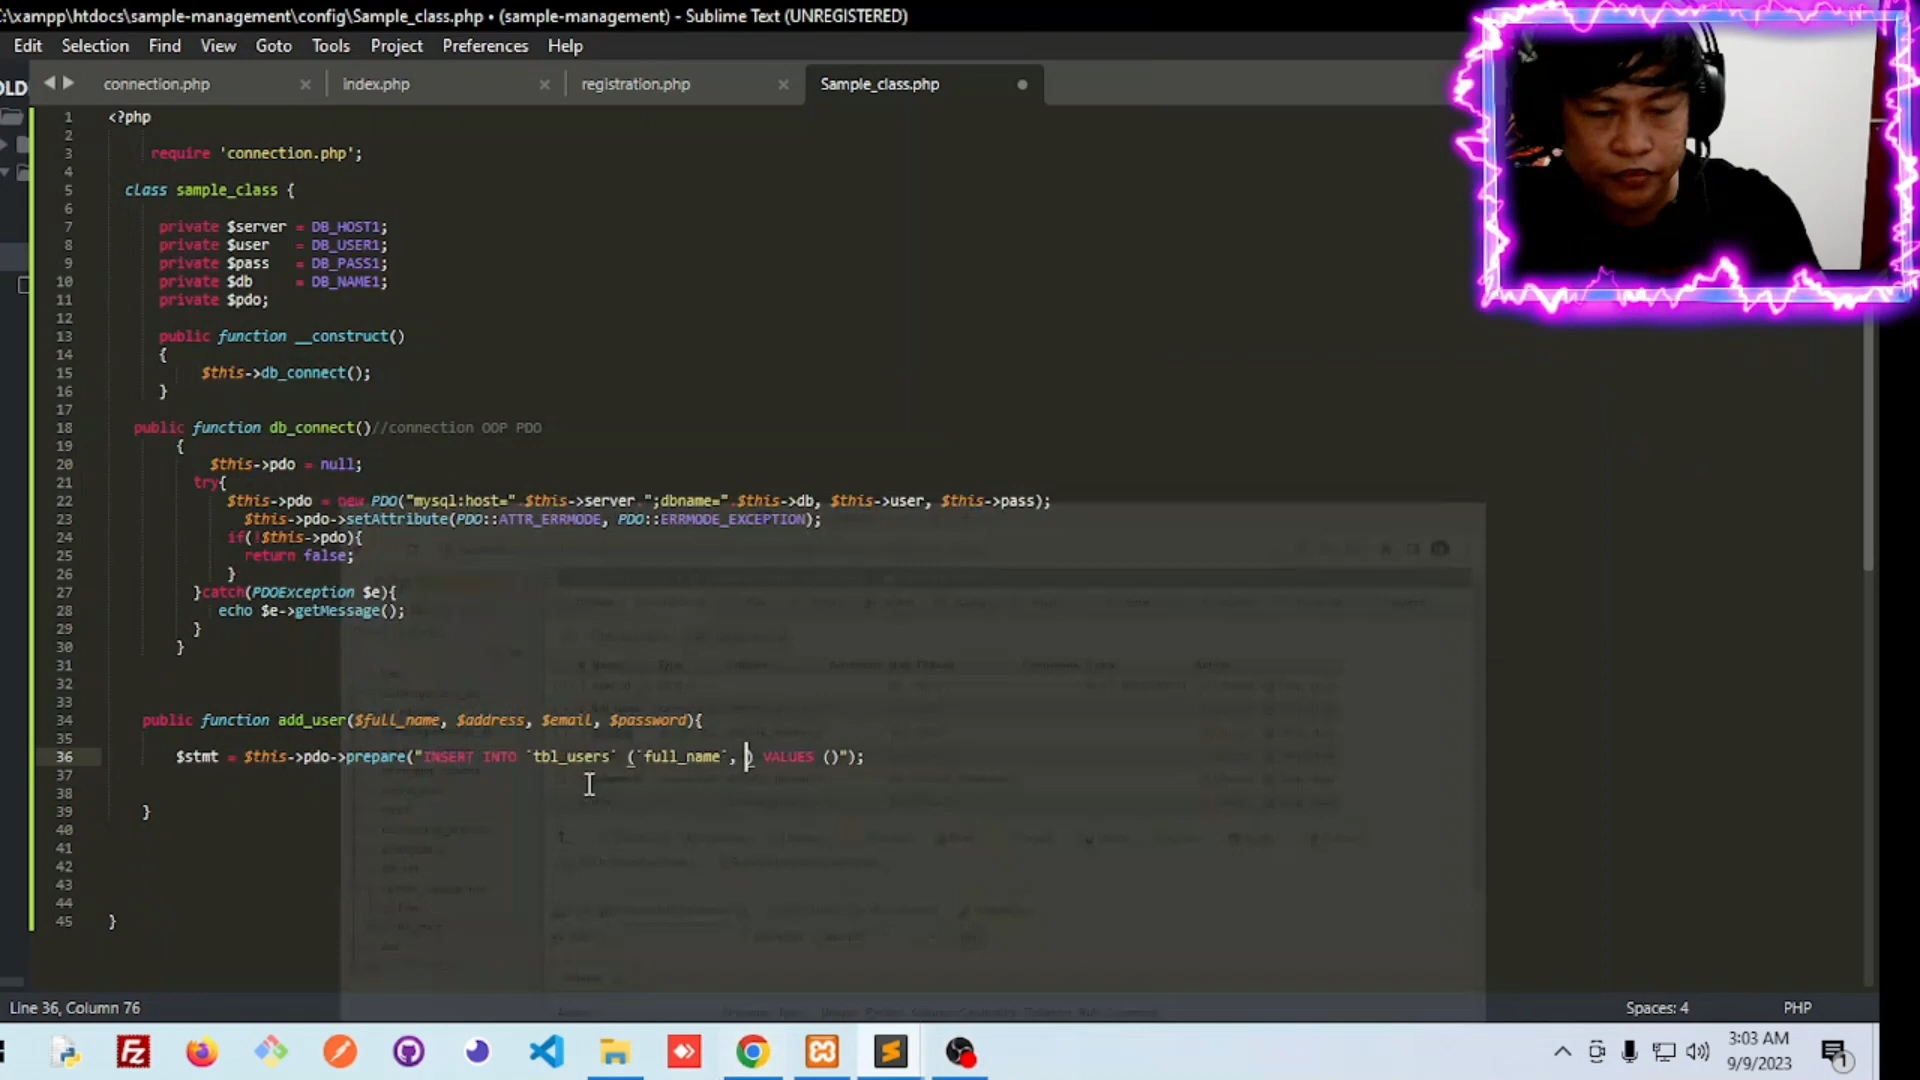 C:\xampp\htdocs\sample-management\config\Sample_class.php • (sample-management) - Sublime Text (UNREGISTERED)
Edit Selection Find View Goto Tools Project Preferences Help
connection.php index.php registration.php Sample_class.php
1 <?php
2
3 require 'connection.php';
4
5 class sample_class {
6
7 private $server = DB_HOST1;
8 private $user = DB_USER1;
9 private $pass = DB_PASS1;
10 private $db = DB_NAME1;
11 private $pdo;
12
13 public function __construct()
14 {
15 $this->db_connect();
16 }
17
18 public function db_connect()//connection OOP PDO
19 {
20 $this->pdo = null;
21 try{
22 $this->pdo = new PDO("mysql:host=".$this->server.";dbname=".$this->db, $this->user, $this->pass);
23 $this->pdo->setAttribute(PDO::ATTR_ERRMODE, PDO::ERRMODE_EXCEPTION);
24 if(!$this->pdo){
25 return false;
26 }
27 }catch(PDOException $e){
28 echo $e->getMessage();
29 }
30 }
31
32
33
34 public function add_user($full_name, $address, $email, $password){
35
36 $stmt = $this->pdo->prepare("INSERT INTO `tbl_users` (`full_name`, ) VALUES ()");
37
38
39 }
40
41
42
43
44
45 }
Line 36, Column 76 Spaces: 4 PHP
3:03 AM
9/9/2023